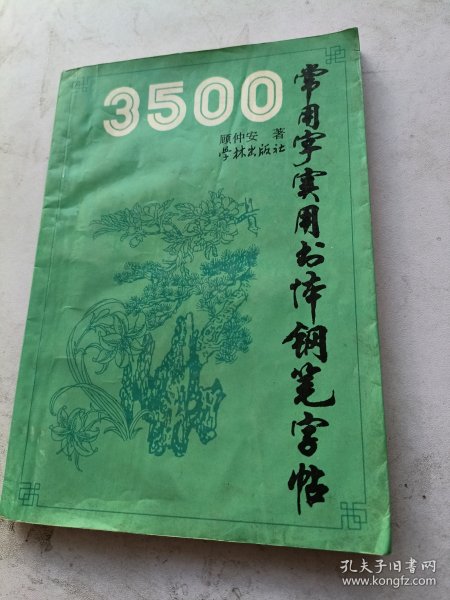 3500
常用字实用书体钢笔字帖
顾仲安 著
学林出版社
孔夫子旧书网
www.kongfz.com